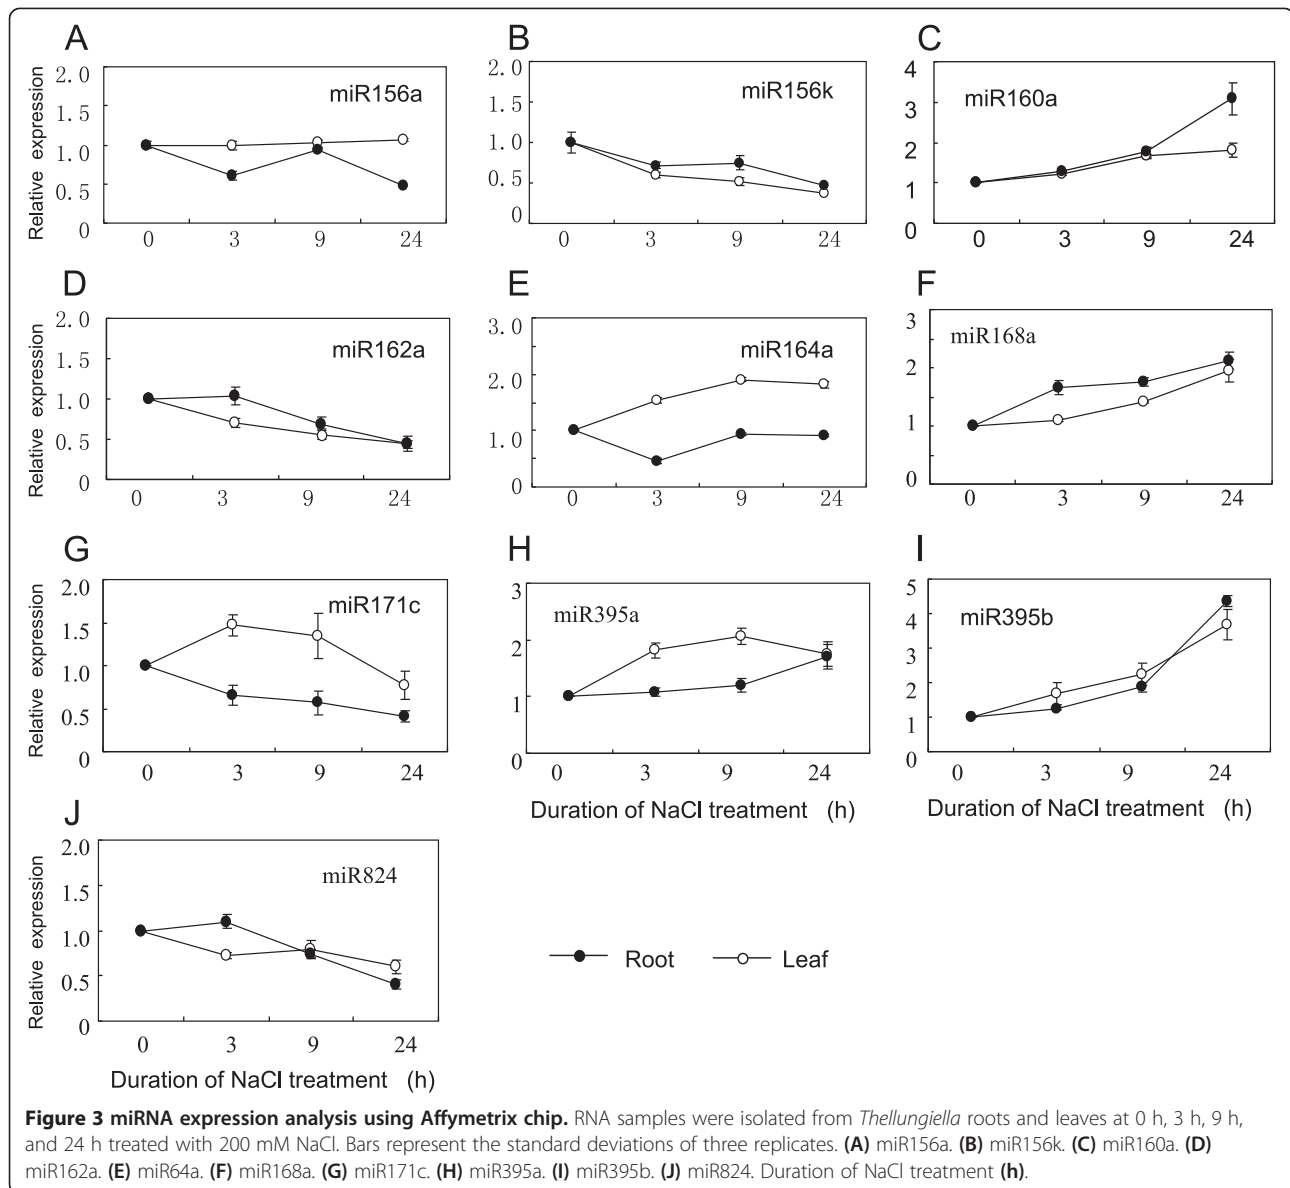 A
B
C
Relative expression
2.0
1.5
1.0
0.5
0
miR156a
0 3 9 24
2.0
1.5
1.0
0.5
0
miR156k
0 3 9 24
4
3
2
1
0
miR160a
0 3 9 24
D
E
F
Relative expression
2.0
1.5
1.0
0.5
0
miR162a
0 3 9 24
3.0
2.0
1.0
0
miR164a
0 3 9 24
3
2
1
0
miR168a
0 3 9 24
G
H
I
Relative expression
2.0
1.5
1.0
0.5
0
miR171c
0 3 9 24
3
2
1
0
miR395a
0 3 9 24
Duration of NaCl treatment (h)
5
4
3
2
1
0
miR395b
0 3 9 24
Duration of NaCl treatment (h)
J
Relative expression
2.0
1.5
1.0
0.5
0
miR824
0 3 9 24
Duration of NaCl treatment (h)
Root Leaf
Figure 3 miRNA expression analysis using Affymetrix chip. RNA samples were isolated from Thellungiella roots and leaves at 0 h, 3 h, 9 h,
and 24 h treated with 200 mM NaCl. Bars represent the standard deviations of three replicates. (A) miR156a. (B) miR156k. (C) miR160a. (D)
miR162a. (E) miR64a. (F) miR168a. (G) miR171c. (H) miR395a. (I) miR395b. (J) miR824. Duration of NaCl treatment (h).